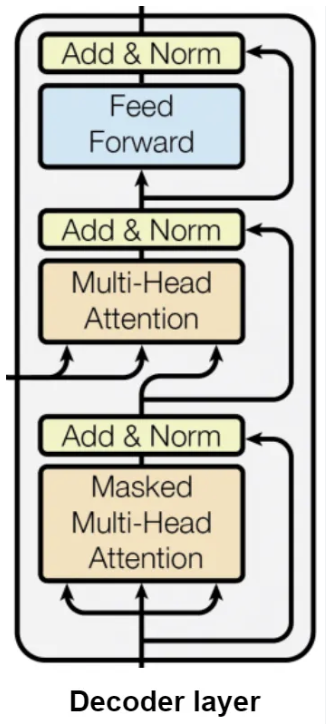 Add & Norm
Feed
Forward
Add & Norm
Multi-Head
Attention
Add & Norm
Masked
Multi-Head
Attention
Decoder layer